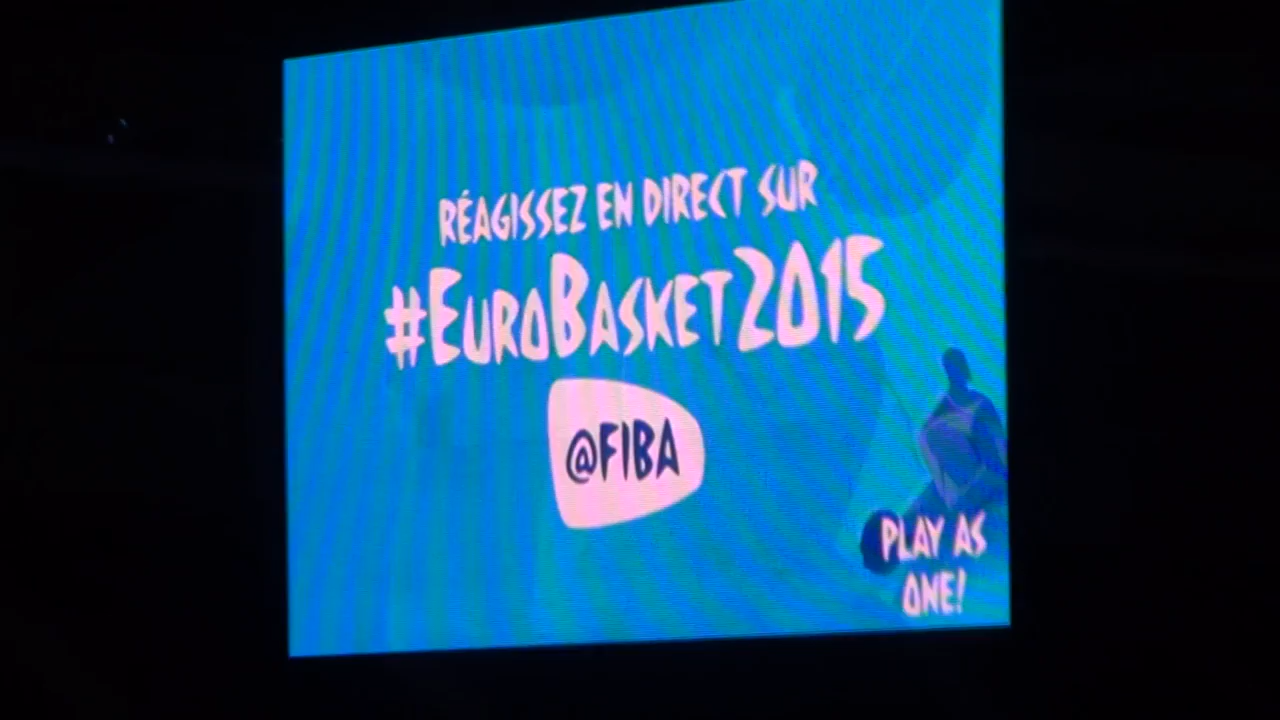 RÉAGISSEZ EN DIRECT SUR
#EUROBASKET2015
@FIBA
PLAY AS
ONE!